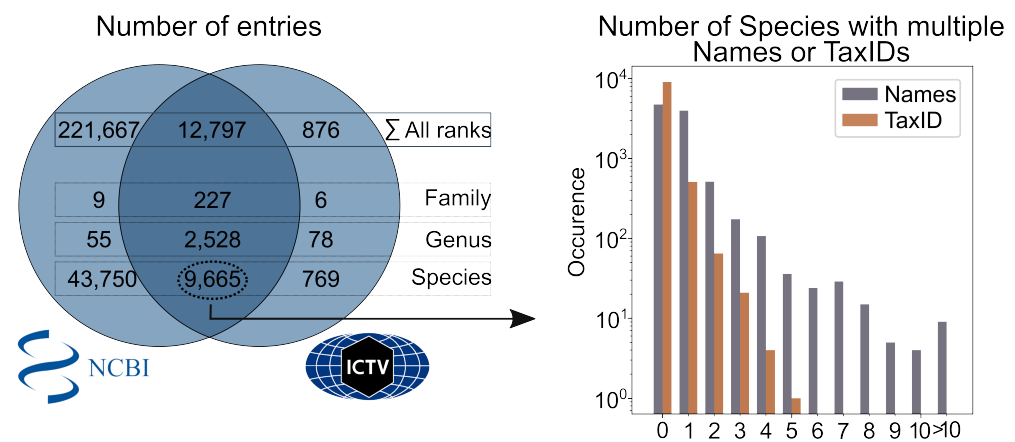 Number of entries
221,667 12,797 876 ∑ All ranks
9 227 6 Family
55 2,528 78 Genus
43,750 9,665 769 Species
NCBI
ICTV
Number of Species with multiple
Names or TaxIDs
Names
TaxID
Occurence
10⁴
10³
10²
10¹
10⁰
0 1 2 3 4 5 6 7 8 9 10 >10